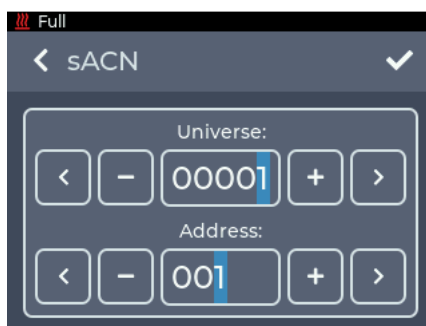 Full
sACN
Universe:
< − 00001 + >
Address:
< − 001 + >